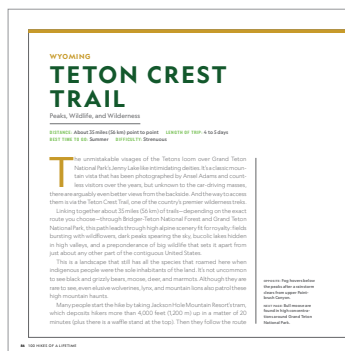 WYOMING
TETON CREST
TRAIL
Peaks, Wildlife, and Wilderness
DISTANCE: About 35 miles (56 km) point to point LENGTH OF TRIP: 4 to 5 days
BEST TIME TO GO: Summer DIFFICULTY: Strenuous
The unmistakable visages of the Tetons loom over Grand Teton
National Park's Jenny Lake like intimidating deities. It's a classic moun-
tain vista that has been photographed by Ansel Adams and count-
less visitors over the years, but unknown to the car-driving masses,
there are arguably even better views from the backside. And the way to access
them is via the Teton Crest Trail, one of the country's premier wilderness treks.
Linking together about 35 miles (56 km) of trails—depending on the exact
route you choose—through Bridger-Teton National Forest and Grand Teton
National Park, this path leads through high alpine scenery fit for royalty: fields
bursting with wildflowers, dark peaks spearing the sky, bucolic lakes hidden
in high valleys, and a preponderance of big wildlife that sets it apart from
just about any other part of the contiguous United States.
This is a landscape that still has all the species that roamed here when
indigenous people were the sole inhabitants of the land. It's not uncommon
to see black and grizzly bears, moose, deer, and marmots. Although they are
rare to see, even elusive wolverines, lynx, and mountain lions also patrol these
high mountain haunts.
Many people start the hike by taking Jackson Hole Mountain Resort's tram,
which deposits hikers more than 4,000 feet (1,200 m) up in a matter of 20
minutes (plus there is a waffle stand at the top). Then they follow the route
OPPOSITE: Fog hovers below
the peaks after a rainstorm
clears from upper Paint-
brush Canyon.
NEXT PAGE: Bull moose are
found in high concentra-
tions around Grand Teton
National Park.
86 100 HIKES OF A LIFETIME